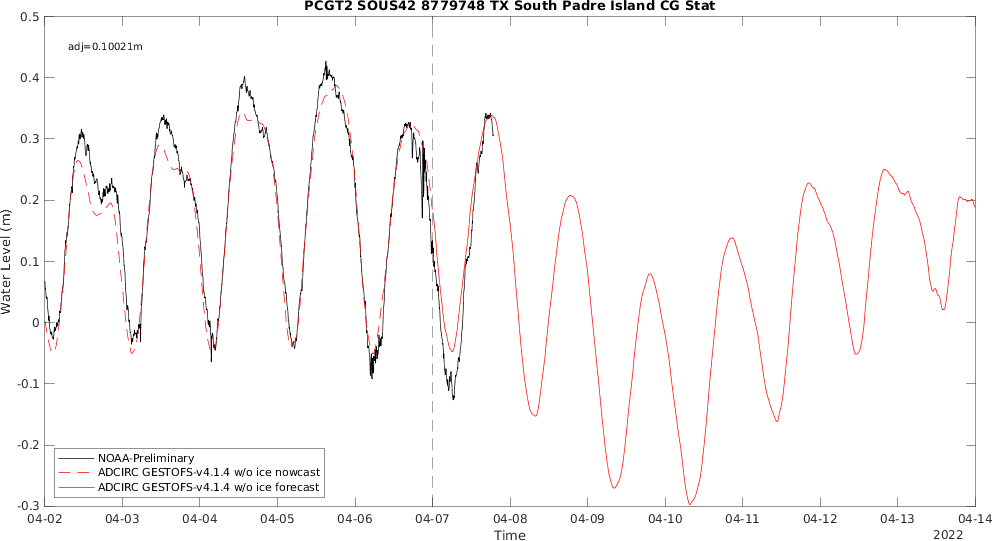 PCGT2 SOUS42 8779748 TX South Padre Island CG Stat
adj=0.10021m
0.5
0.4
0.3
0.2
0.1
0
-0.1
-0.2
-0.3
Water Level (m)
NOAA-Preliminary
ADCIRC GESTOFS-v4.1.4 w/o ice nowcast
ADCIRC GESTOFS-v4.1.4 w/o ice forecast
04-02 04-03 04-04 04-05 04-06 04-07 04-08 04-09 04-10 04-11 04-12 04-13 04-14
Time
2022